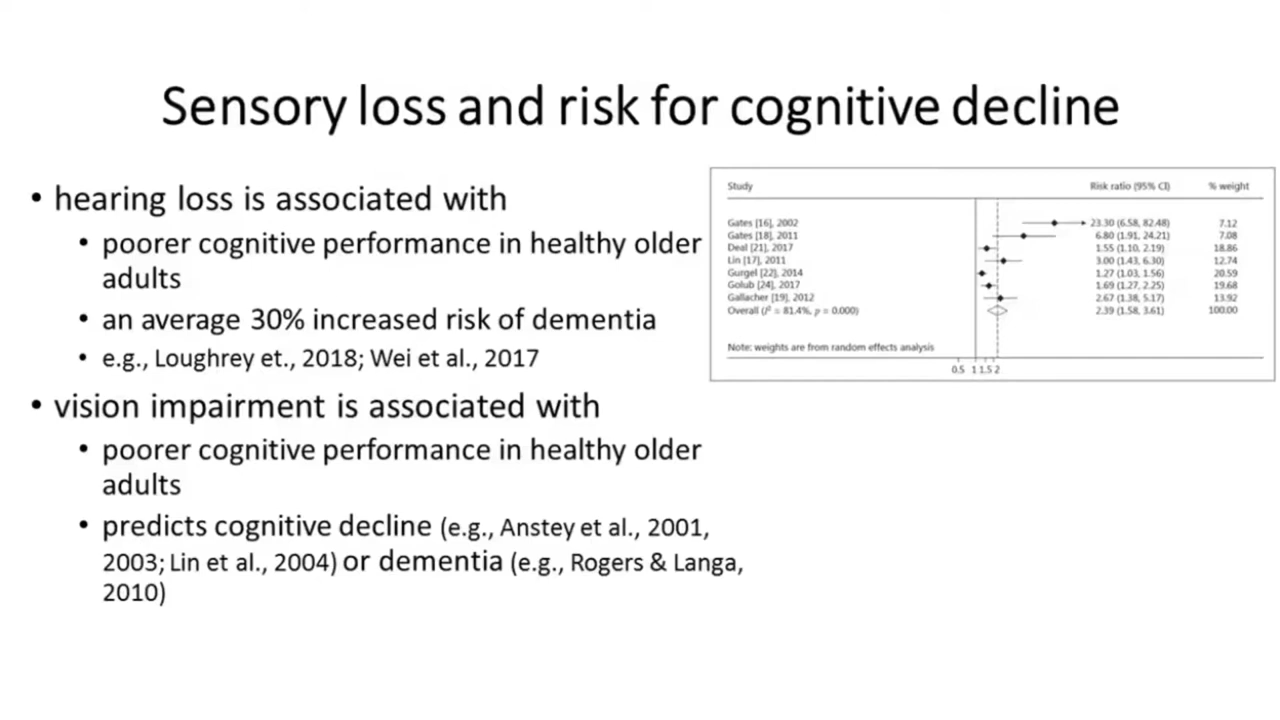 Sensory loss and risk for cognitive decline
• hearing loss is associated with
• poorer cognitive performance in healthy older
adults
• an average 30% increased risk of dementia
• e.g., Loughrey et., 2018; Wei et al., 2017
• vision impairment is associated with
• poorer cognitive performance in healthy older
adults
• predicts cognitive decline (e.g., Anstey et al., 2001,
2003; Lin et al., 2004) or dementia (e.g., Rogers & Langa,
2010)
Study Risk ratio (95% CI) % weight
Gates [16], 2002 23.30 (6.58, 82.48) 7.12
Gates [18], 2011 6.80 (1.91, 24.21) 7.08
Deal [21], 2017 1.55 (1.10, 2.19) 18.86
Lin [17], 2011 3.00 (1.43, 6.30) 12.74
Gurgel [22], 2014 1.27 (1.03, 1.56) 20.59
Golub [24], 2017 1.69 (1.27, 2.25) 19.68
Gallacher [19], 2012 2.67 (1.38, 5.17) 13.92
Overall (I² = 81.4%, p = 0.000) 2.39 (1.58, 3.61) 100.00
Note: weights are from random effects analysis
0.5 1 1.5 2